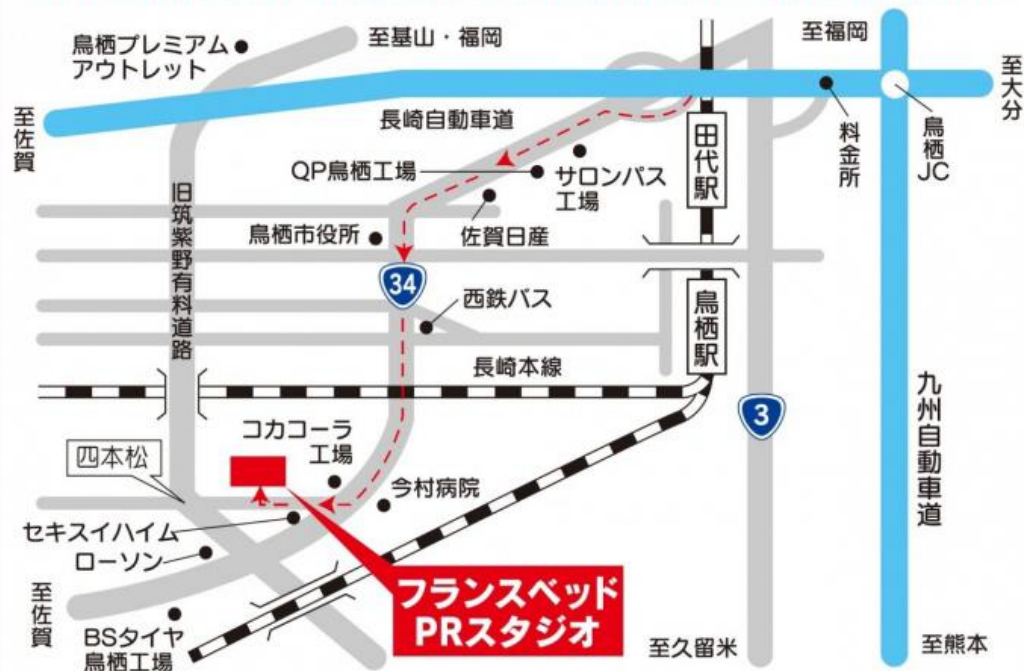 鳥栖プレミアム
アウトレット
至基山・福岡
至福岡
至大分
至佐賀
長崎自動車道
料金所
鳥栖
JC
田代駅
QP鳥栖工場
サロンパス
工場
旧筑紫野有料道路
鳥栖市役所
佐賀日産
34
西鉄バス
鳥栖駅
長崎本線
3
九州自動車道
コカコーラ
工場
四本松
今村病院
セキスイハイム
ローソン
至佐賀
フランスベッド
PRスタジオ
BSタイヤ
鳥栖工場
至久留米
至熊本